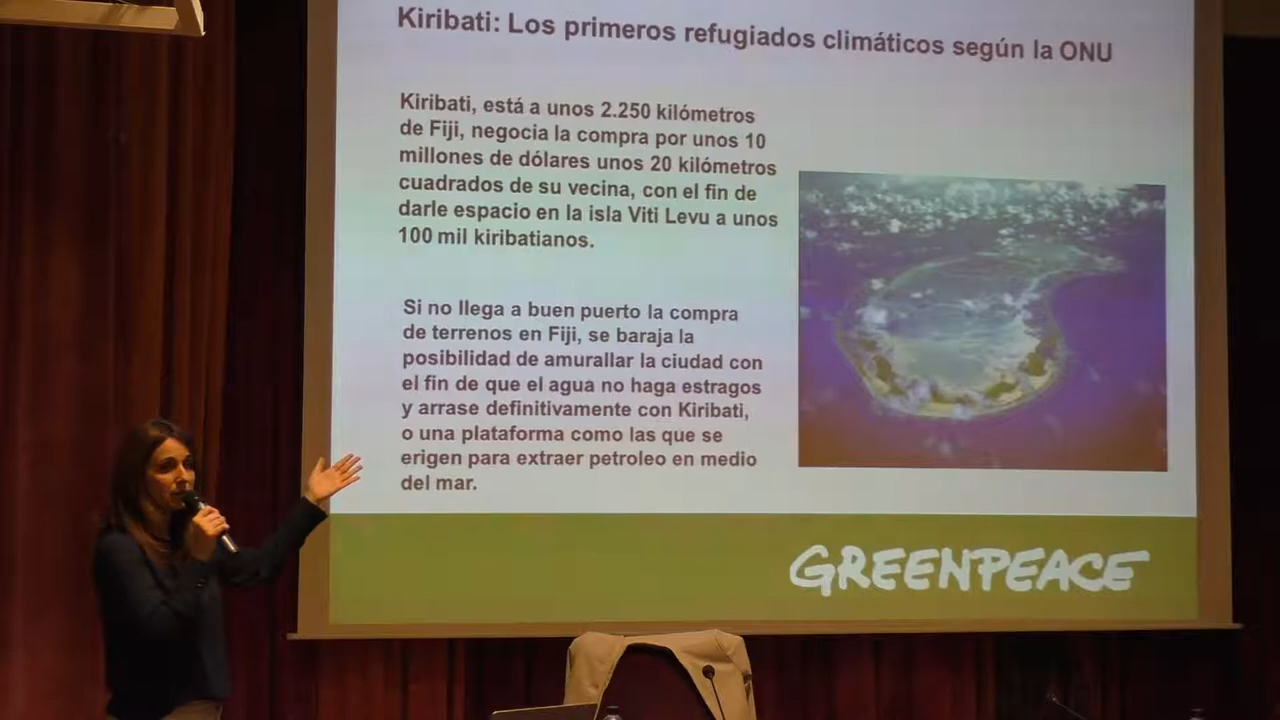 Kiribati: Los primeros refugiados climáticos según la ONU
Kiribati, está a unos 2.250 kilómetros
de Fiji, negocia la compra por unos 10
millones de dólares unos 20 kilómetros
cuadrados de su vecina, con el fin de
darle espacio en la isla Viti Levu a unos
100 mil kiribatianos.
Si no llega a buen puerto la compra
de terrenos en Fiji, se baraja la
posibilidad de amurallar la ciudad con
el fin de que el agua no haga estragos
y arrase definitivamente con Kiribati,
o una plataforma como las que se
erigen para extraer petroleo en medio
del mar.
GREENPEACE